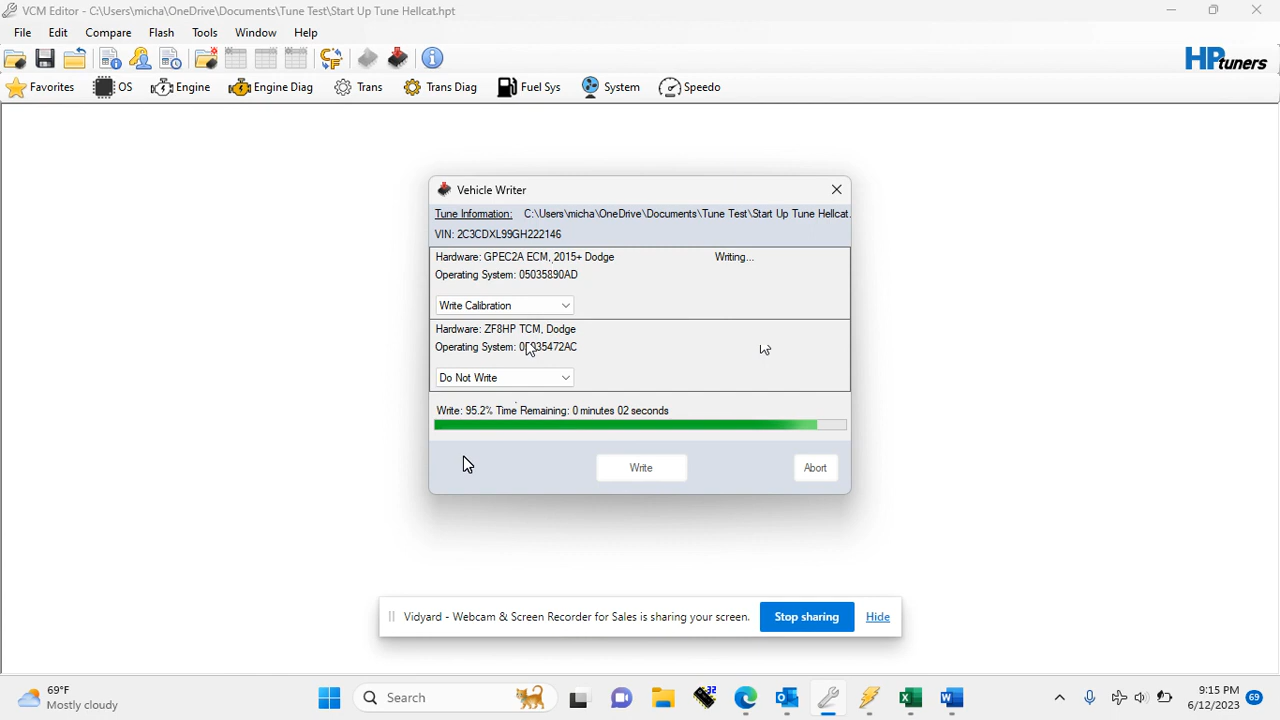 VCM Editor - C:\Users\micha\OneDrive\Documents\Tune Test\Start Up Tune Hellcat.hpt
File Edit Compare Flash Tools Window Help
HPtuners
Favorites OS Engine Engine Diag Trans Trans Diag Fuel Sys System Speedo
Vehicle Writer
Tune Information: C:\Users\micha\OneDrive\Documents\Tune Test\Start Up Tune Hellcat.
VIN: 2C3CDXL99GH222146
Hardware: GPEC2A ECM, 2015+ Dodge Writing...
Operating System: 05035890AD
Write Calibration
Hardware: ZF8HP TCM, Dodge
Operating System:
Do Not Write
Write: 95.2% Time Remaining: 0 minutes 02 seconds
Write Abort
Vidyard - Webcam & Screen Recorder for Sales is sharing your screen. Stop sharing Hide
69°F
Mostly cloudy
Search
32
9:15 PM
6/12/2023
69